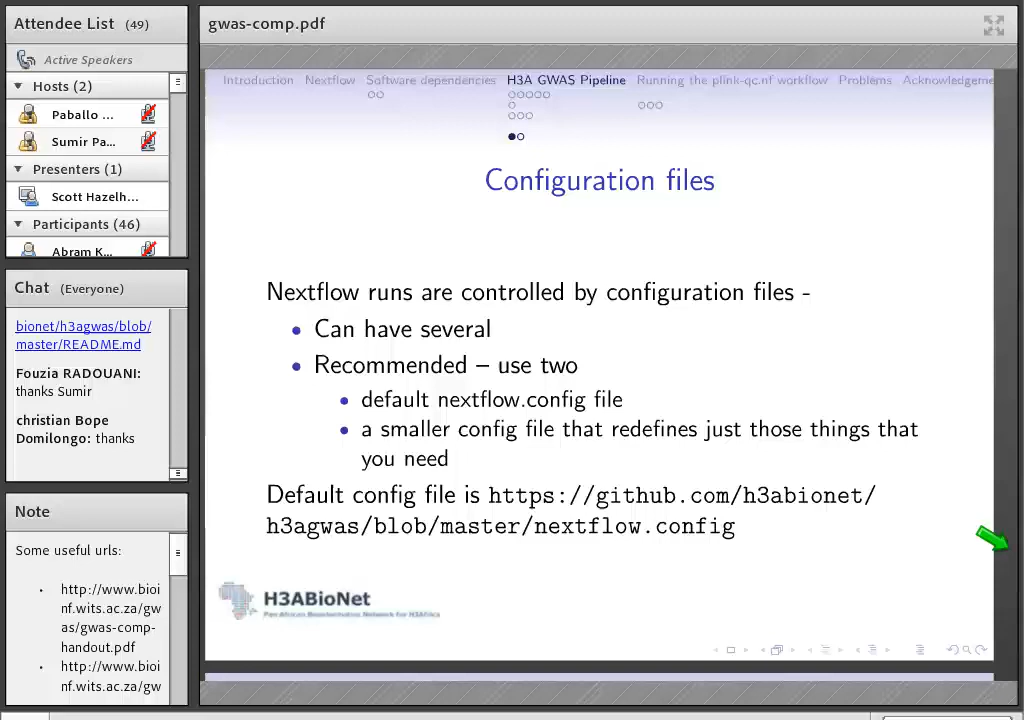 Attendee List (49)
Active Speakers
Hosts (2)
Paballo ...
Sumir Pa...
Presenters (1)
Scott Hazelh...
Participants (46)
Abram K...
Chat (Everyone)
bionet/h3agwas/blob/
master/README.md
Fouzia RADOUANI:
thanks Sumir
christian Bope
Domilongo: thanks
Note
Some useful urls:
http://www.bioi
nf.wits.ac.za/gw
as/gwas-comp-
handout.pdf
http://www.bioi
nf.wits.ac.za/gw
gwas-comp.pdf
Introduction Nextflow Software dependencies H3A GWAS Pipeline Running the plink-qc.nf workflow Problems Acknowledgeme
Configuration files
Nextflow runs are controlled by configuration files -
• Can have several
• Recommended – use two
• default nextflow.config file
• a smaller config file that redefines just those things that
you need
Default config file is https://github.com/h3abionet/
h3agwas/blob/master/nextflow.config
H3ABioNet
Pan African Bioinformatics Network for H3Africa